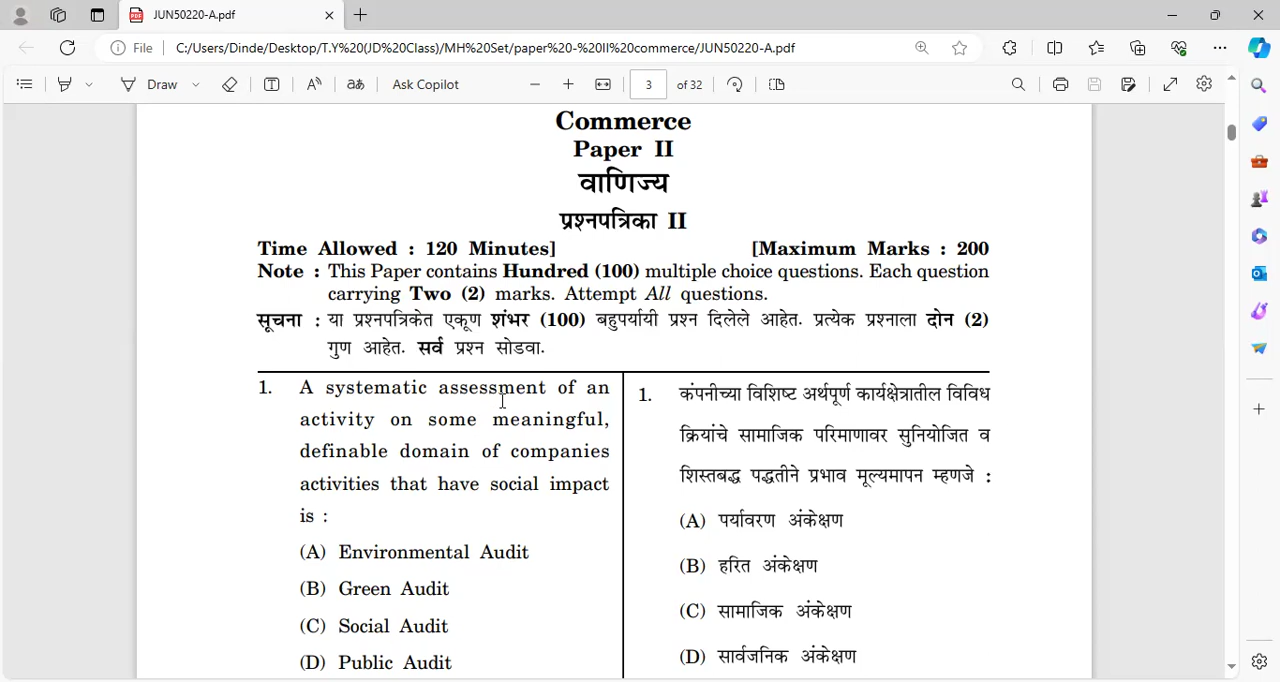 JUN50220-A.pdf
File C:/Users/Dinde/Desktop/T.Y%20(JD%20Class)/MH%20Set/paper%20-%20II%20commerce/JUN50220-A.pdf
Draw aあ Ask Copilot 3 of 32
Commerce
Paper II
वाणिज्य
प्रश्नपत्रिका II
Time Allowed : 120 Minutes] [Maximum Marks : 200
Note : This Paper contains Hundred (100) multiple choice questions. Each question
carrying Two (2) marks. Attempt All questions.
सूचना : या प्रश्नपत्रिकेत एकूण शंभर (100) बहुपर्यायी प्रश्न दिलेले आहेत. प्रत्येक प्रश्नाला दोन (2)
गुण आहेत. सर्व प्रश्न सोडवा.
1. A systematic assessment of an
activity on some meaningful,
definable domain of companies
activities that have social impact
is :
(A) Environmental Audit
(B) Green Audit
(C) Social Audit
(D) Public Audit
1. कंपनीच्या विशिष्ट अर्थपूर्ण कार्यक्षेत्रातील विविध
क्रियांचे सामाजिक परिमाणावर सुनियोजित व
शिस्तबद्ध पद्धतीने प्रभाव मूल्यमापन म्हणजे :
(A) पर्यावरण अंकेक्षण
(B) हरित अंकेक्षण
(C) सामाजिक अंकेक्षण
(D) सार्वजनिक अंकेक्षण